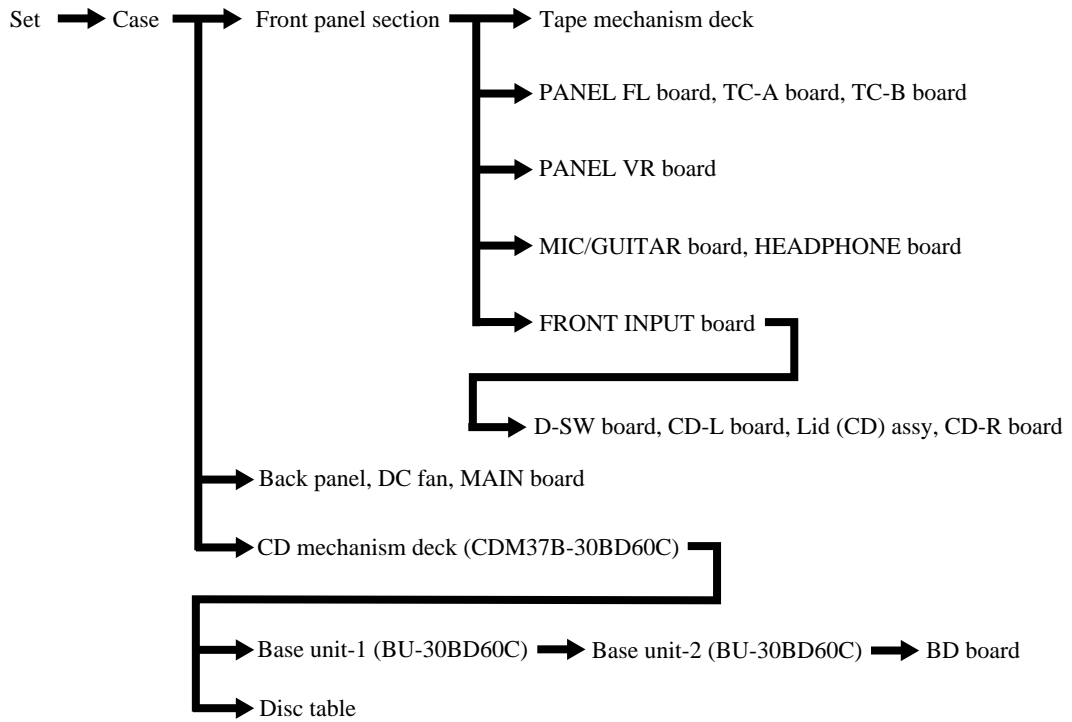 Set Case Front panel section Tape mechanism deck
PANEL FL board, TC-A board, TC-B board
PANEL VR board
MIC/GUITAR board, HEADPHONE board
FRONT INPUT board
D-SW board, CD-L board, Lid (CD) assy, CD-R board
Back panel, DC fan, MAIN board
CD mechanism deck (CDM37B-30BD60C)
Base unit-1 (BU-30BD60C) Base unit-2 (BU-30BD60C) BD board
Disc table